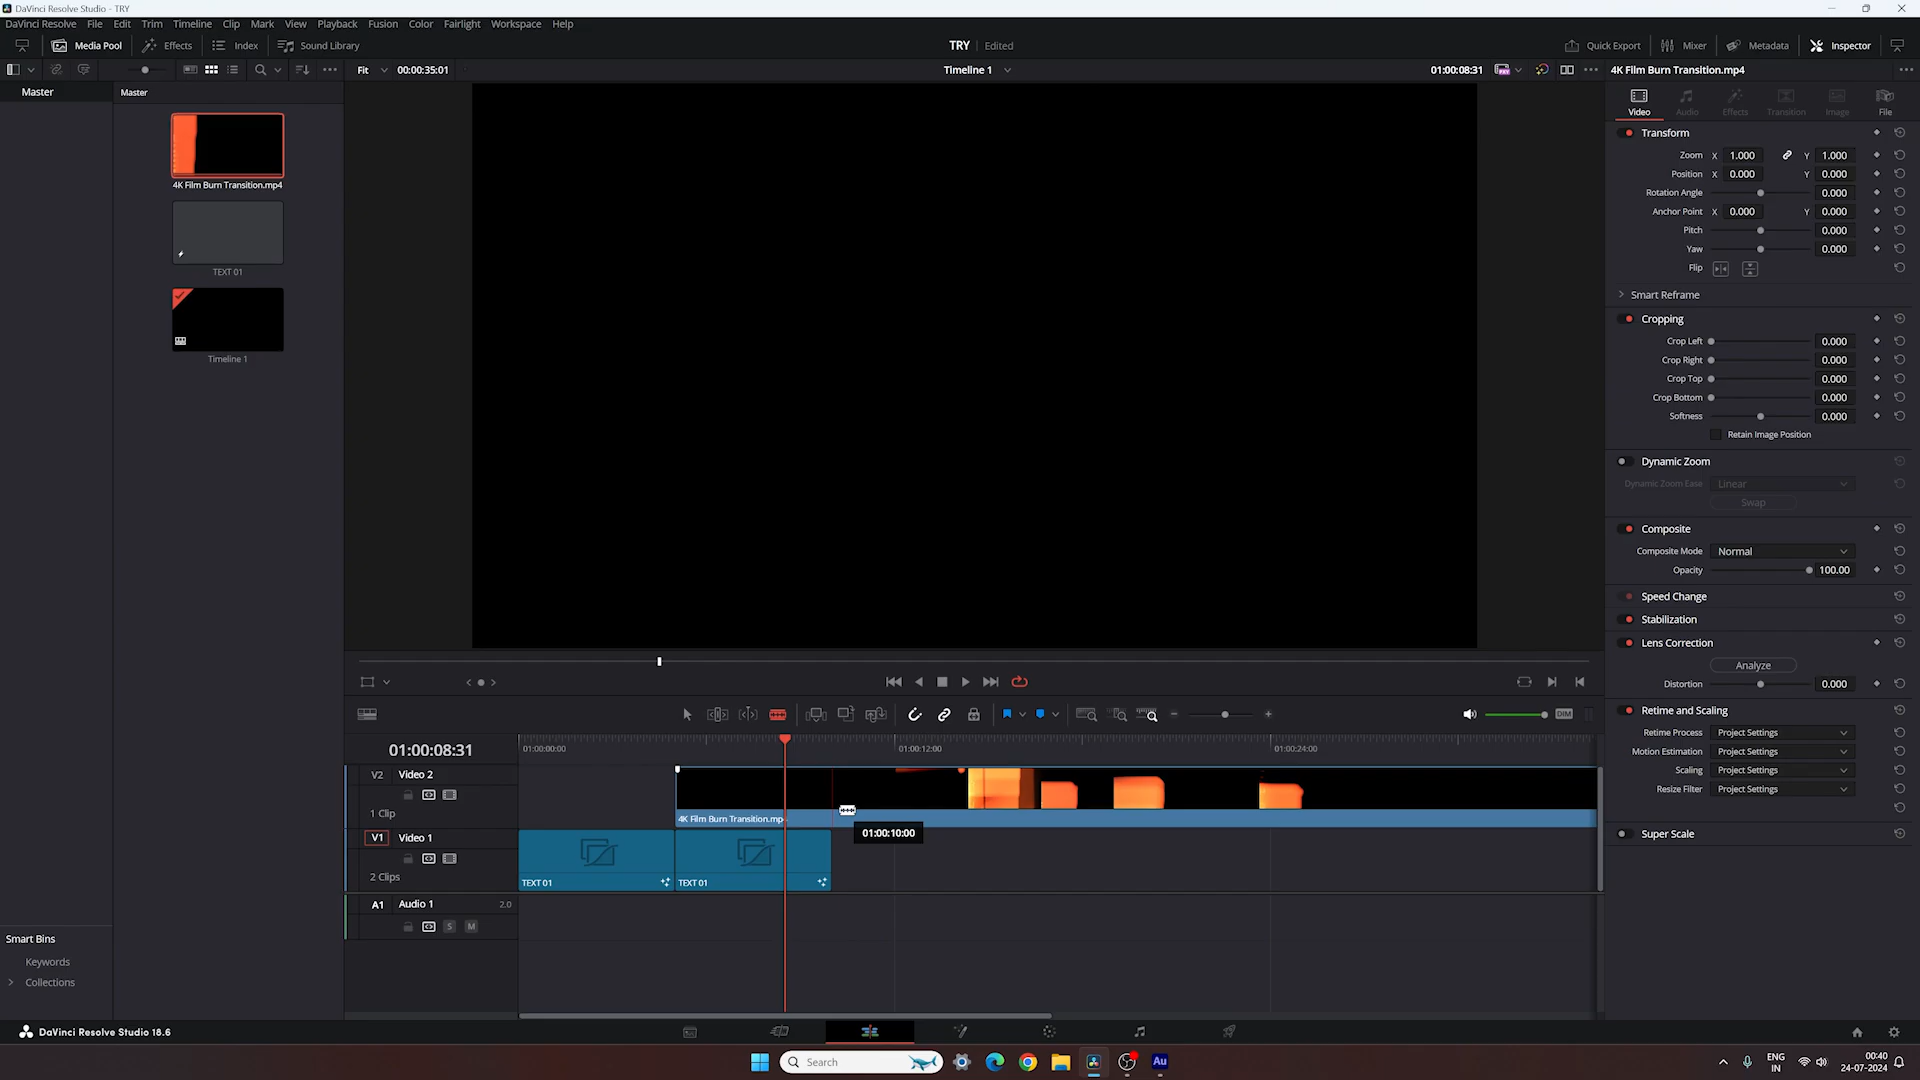 DaVinci Resolve Studio - TRY
DaVinci Resolve File Edit Trim Timeline Clip Mark View Playback Fusion Color Fairlight Workspace Help
Media Pool Effects Index Sound Library TRY Edited Quick Export Mixer Metadata Inspector
Fit 00:00:35:01 Timeline 1 01:00:08:31 4K Film Burn Transition.mp4
Master Master
4K Film Burn Transition.mp4
TEXT 01
Timeline 1
Video Audio Effects Transition Image File
Transform
Zoom X 1.000 Y 1.000
Position X 0.000 Y 0.000
Rotation Angle 0.000
Anchor Point X 0.000 Y 0.000
Pitch 0.000
Yaw 0.000
Flip
Smart Reframe
Cropping
Crop Left 0.000
Crop Right 0.000
Crop Top 0.000
Crop Bottom 0.000
Softness 0.000
Retain Image Position
Dynamic Zoom
Dynamic Zoom Ease Linear
Swap
Composite
Composite Mode Normal
Opacity 100.00
Speed Change
Stabilization
Lens Correction
Analyze
Distortion 0.000
Retime and Scaling
Retime Process Project Settings
Motion Estimation Project Settings
Scaling Project Settings
Resize Filter Project Settings
Super Scale
DIM
01:00:08:31 01:00:00:00 01:00:12:00 01:00:24:00
V2 Video 2
1 Clip
4K Film Burn Transition.mp
01:00:10:00
V1 Video 1
2 Clips
TEXT 01 TEXT 01
A1 Audio 1 2.0
S M
Smart Bins
Keywords
Collections
DaVinci Resolve Studio 18.6
Search
Au
ENG
IN
00:40
24-07-2024